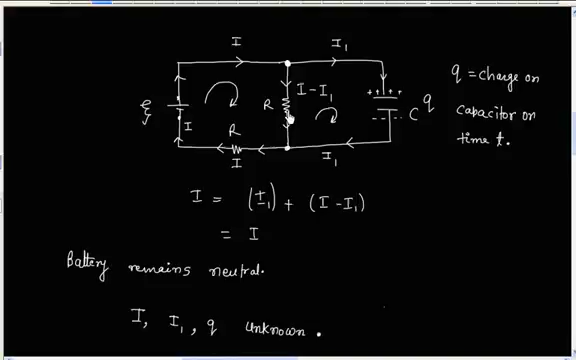 I I₁
I – I₁
q = charge on
capacitor on
time t.
ξ I R C q
R
I I₁
I = (I₁) + (I – I₁)
= I
Battery remains neutral.
I, I₁, q unknown.